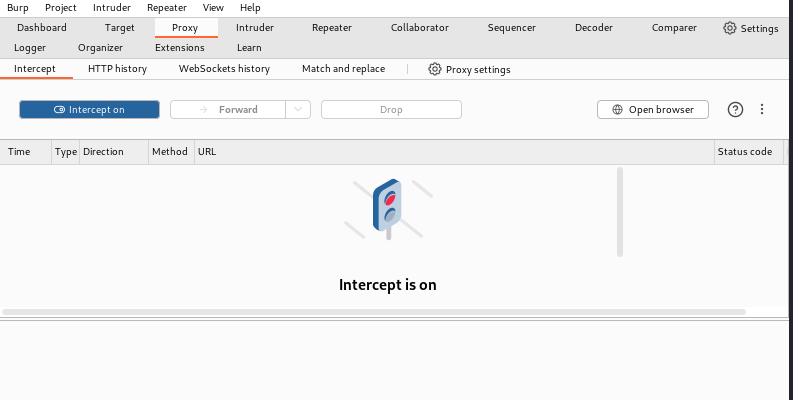 Burp Project Intruder Repeater View Help
Dashboard Target Proxy Intruder Repeater Collaborator Sequencer Decoder Comparer Settings
Logger Organizer Extensions Learn
Intercept HTTP history WebSockets history Match and replace Proxy settings
Intercept on Forward Drop Open browser
Time Type Direction Method URL Status code
Intercept is on